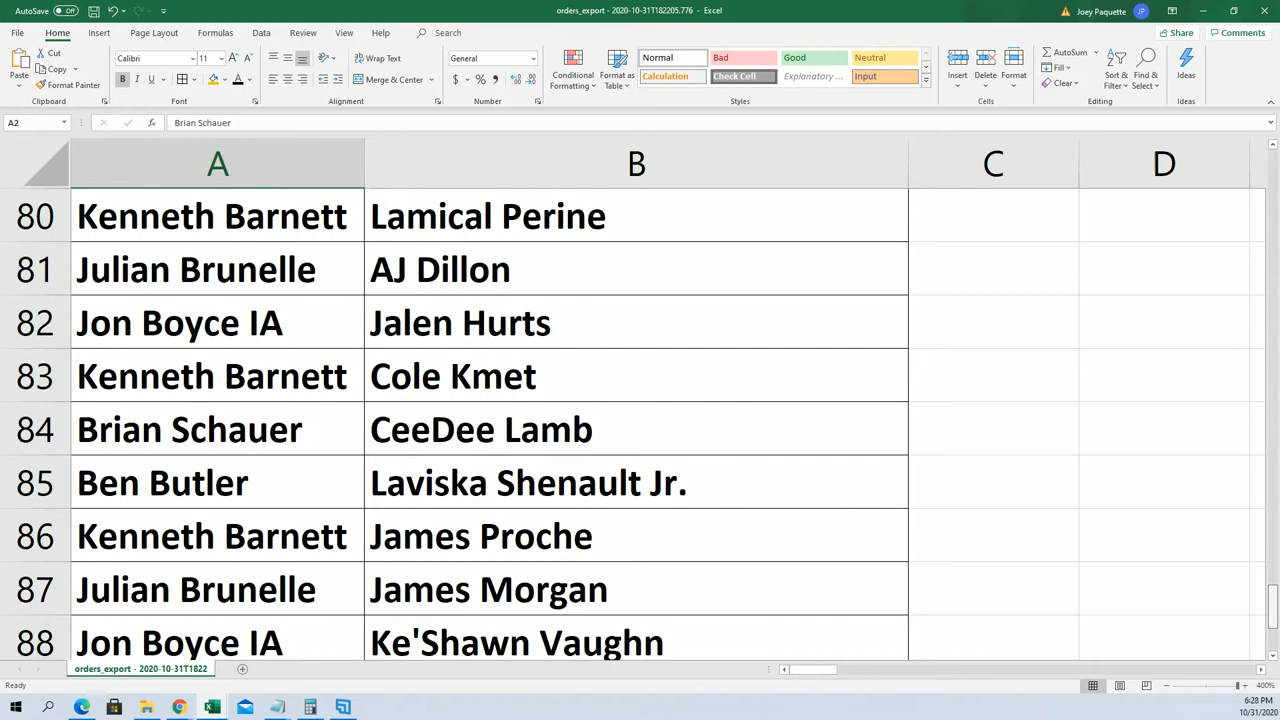 AutoSave Off orders_export - 2020-10-31T182205.776 - Excel Joey Paquette JP
File Home Insert Page Layout Formulas Data Review View Help Search Share Comments
Paste Cut Copy Format Painter Clipboard
Calibri 11 A A B I U A Font
Wrap Text Merge & Center Alignment
General $ % , Number
Conditional Formatting Format as Table
Normal Bad Good Neutral
Calculation Check Cell Explanatory ... Input
Styles
Insert Delete Format Cells
AutoSum Fill Clear Sort & Filter Find & Select Editing
Ideas Ideas
A2 fx Brian Schauer
A B C D
80 Kenneth Barnett Lamical Perine
81 Julian Brunelle AJ Dillon
82 Jon Boyce IA Jalen Hurts
83 Kenneth Barnett Cole Kmet
84 Brian Schauer CeeDee Lamb
85 Ben Butler Laviska Shenault Jr.
86 Kenneth Barnett James Proche
87 Julian Brunelle James Morgan
88 Jon Boyce IA Ke'Shawn Vaughn
orders_export - 2020-10-31T1822
Ready 400%
6:28 PM
10/31/2020